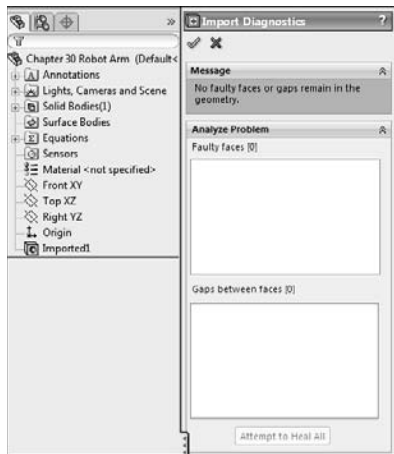 »
Chapter 30 Robot Arm (Default<
Annotations
Lights, Cameras and Scene
Solid Bodies(1)
Surface Bodies
Equations
Sensors
Material <not specified>
Front XY
Top XZ
Right YZ
Origin
Imported1
Import Diagnostics ?
Message
No faulty faces or gaps remain in the
geometry.
Analyze Problem
Faulty faces [0]
Gaps between faces [0]
Attempt to Heal All